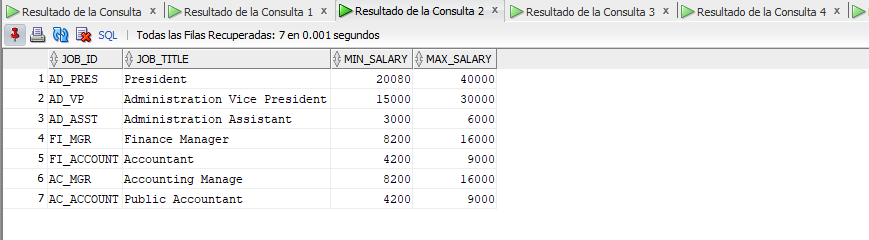 Resultado de la Consulta x Resultado de la Consulta 1 x Resultado de la Consulta 2 x Resultado de la Consulta 3 x Resultado de la Consulta 4 x
SQL | Todas las Filas Recuperadas: 7 en 0.001 segundos
JOB_ID JOB_TITLE MIN_SALARY MAX_SALARY
1 AD_PRES President 20080 40000
2 AD_VP Administration Vice President 15000 30000
3 AD_ASST Administration Assistant 3000 6000
4 FI_MGR Finance Manager 8200 16000
5 FI_ACCOUNT Accountant 4200 9000
6 AC_MGR Accounting Manage 8200 16000
7 AC_ACCOUNT Public Accountant 4200 9000